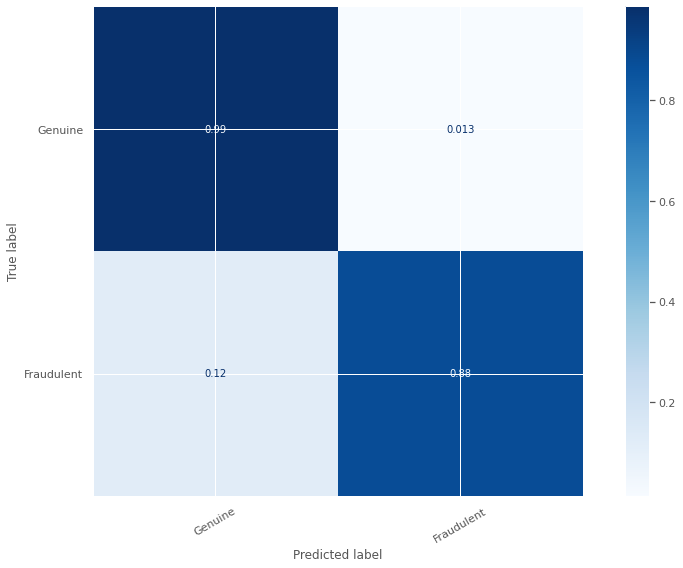 Genuine
0.99
0.013
0.8
0.6
0.4
0.2
True label
Fraudulent
0.12
0.88
Genuine
Fraudulent
Predicted label